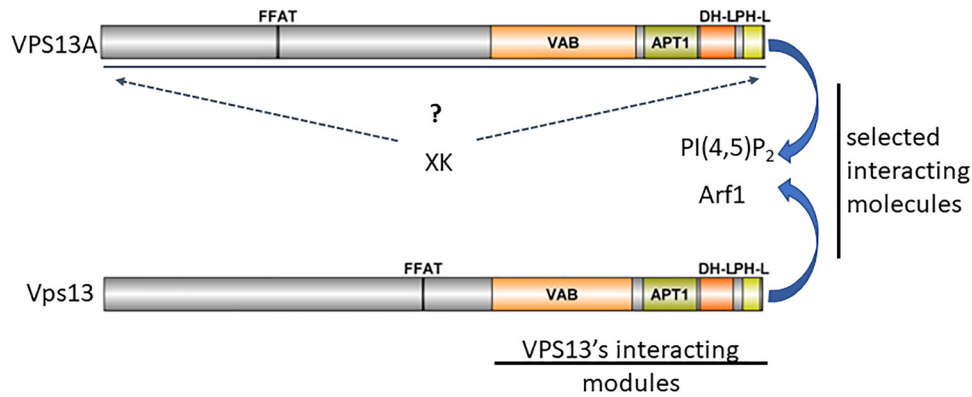 FFAT
DH-LPH-L
VPS13A
VAB
APT1
?
XK
PI(4,5)P2
Arf1
selected
interacting
molecules
FFAT
DH-LPH-L
Vps13
VAB
APT1
VPS13's interacting
modules